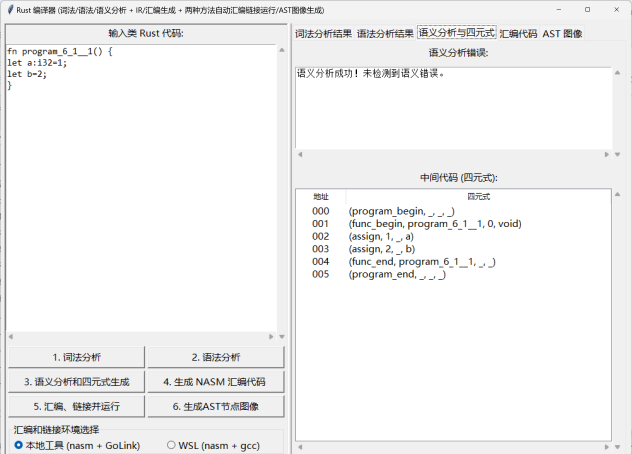 Rust 编译器 (词法/语法/语义分析 + IR/汇编生成 + 两种方法自动汇编链接运行/AST图像生成)
输入类 Rust 代码:
fn program_6_1__1() {
let a:i32=1;
let b=2;
}
1. 词法分析
2. 语法分析
3. 语义分析和四元式生成
4. 生成 NASM 汇编代码
5. 汇编、链接并运行
6. 生成AST节点图像
汇编和链接环境选择
本地工具 (nasm + GoLink)
WSL (nasm + gcc)
词法分析结果 语法分析结果 语义分析与四元式 汇编代码 AST 图像
语义分析错误:
语义分析成功！未检测到语义错误。
中间代码 (四元式):
地址 四元式
000 (program_begin, _, _, _)
001 (func_begin, program_6_1__1, 0, void)
002 (assign, 1, _, a)
003 (assign, 2, _, b)
004 (func_end, program_6_1__1, _, _)
005 (program_end, _, _, _)